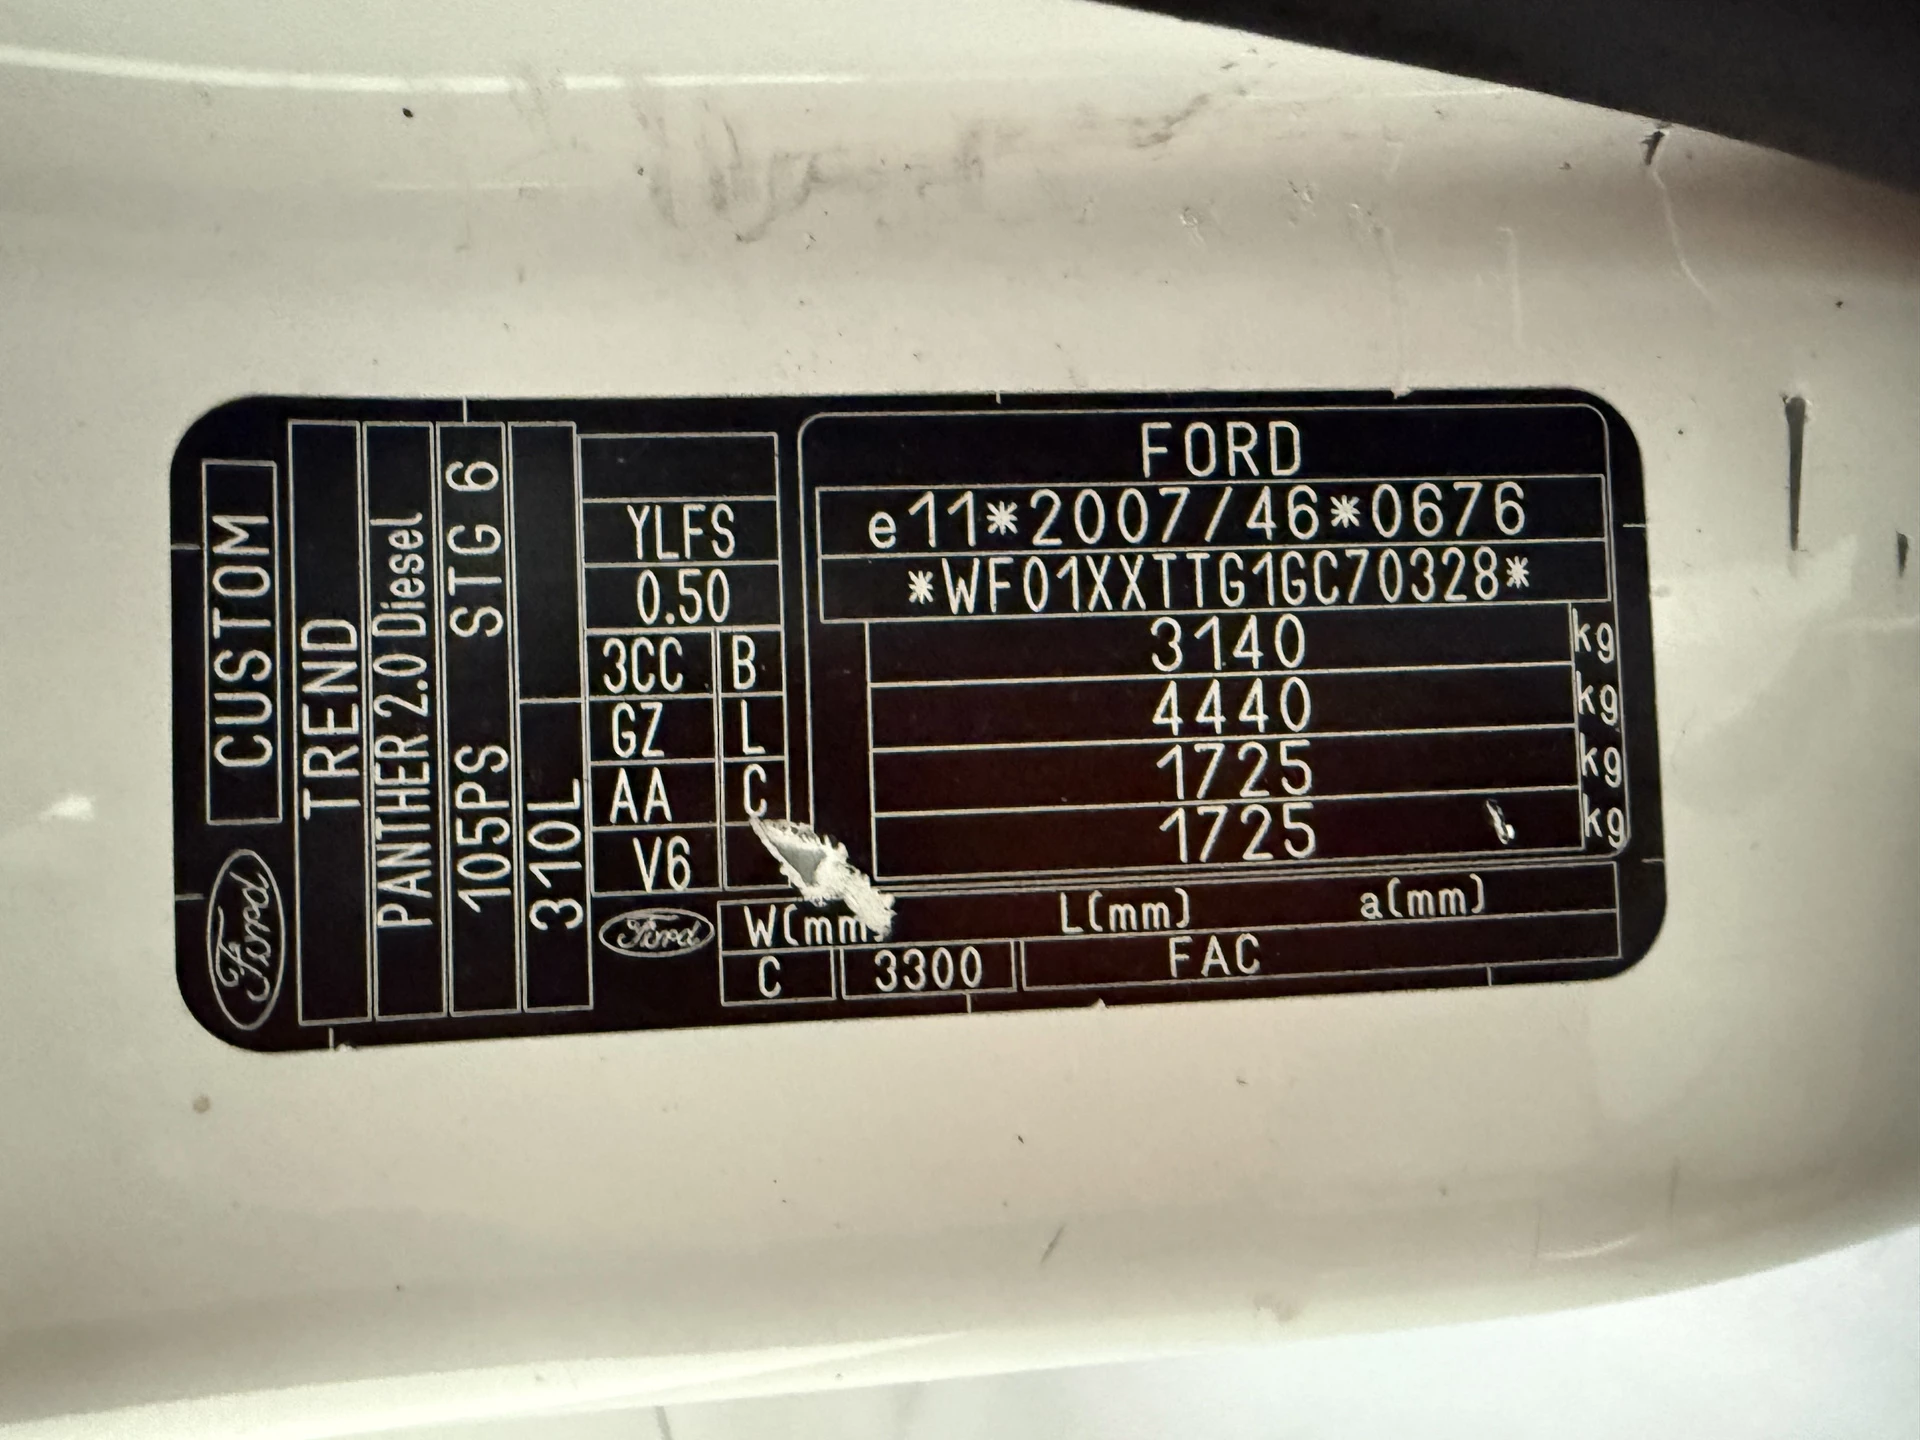 CUSTOM
Ford
TREND
PANTHER 2.0 Diesel
105PS STG 6
310L
YLFS
0.50
3CC B
GZ L
AA C
V6
Ford
FORD
e11*2007/46*0676
*WF01XXTTG1GC70328*
3140 kg
4440 kg
1725 kg
1725 kg
W(mm) L(mm) a(mm)
C 3300 FAC